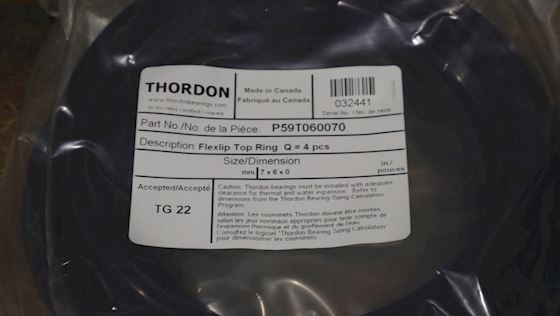 THORDON
www.thordonbearings.com
Made in Canada
Fabriqué au Canada
032441
Serial No. / No. de série
Part No./No. de la Pièce: P59T060070
Description: Flexlip Top Ring Q = 4 pcs
Size/Dimension
mm 7 x 6 x 0 in/
pouces
Accepted/Accepté
TG 22
Caution: Thordon bearings must be installed with adequate
clearance for thermal and water expansion. Refer to
dimensions from the Thordon Bearing Sizing Calculation
Program.
Attention: Les coussinets Thordon doivent être montés
selon les jeux nominaux appropriés pour tenir compte de
l'expansion thermique et du gonflement de l'eau.
Consultez le logiciel "Thordon Bearing Sizing Calculation"
pour dimensionner les coussinets.